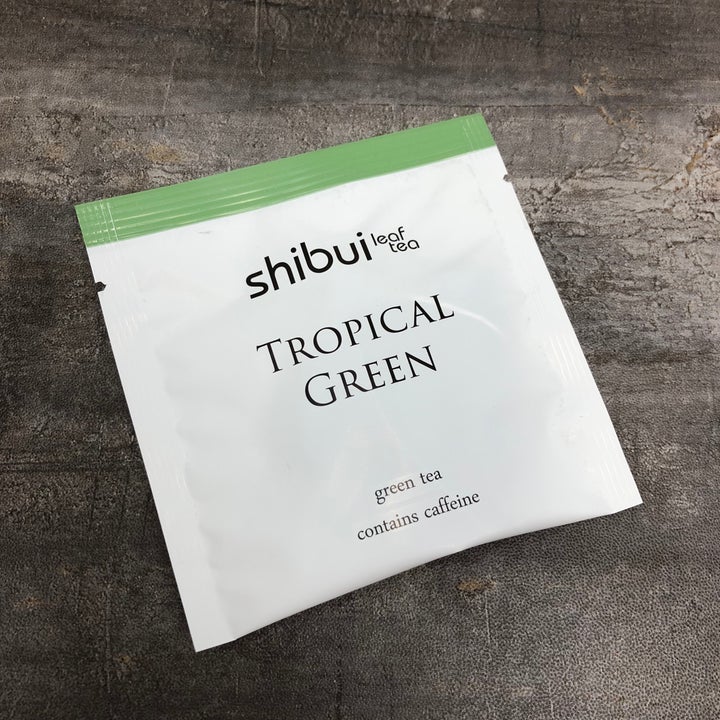 shibui leaf tea
TROPICAL
GREEN
green tea
contains caffeine